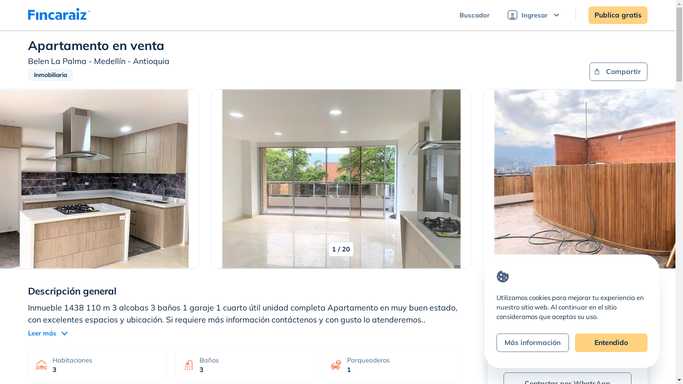 Fincaraiz
Buscador
Ingresar
Publica gratis
Apartamento en venta
Belen La Palma - Medellín - Antioquia
Inmobiliaria
Compartir
1 / 20
Descripción general
Inmueble 1438 110 m 3 alcobas 3 baños 1 garaje 1 cuarto útil unidad completa Apartamento en muy buen estado,
con excelentes espacios y ubicación. Si requiere más información contáctenos y con gusto lo atenderemos..
Leer más
Habitaciones
3
Baños
3
Parqueaderos
1
Utilizamos cookies para mejorar tu experiencia en
nuestro sitio web. Al continuar en el sitio
consideramos que aceptas su uso.
Más información
Entendido
Contactar por WhatsApp